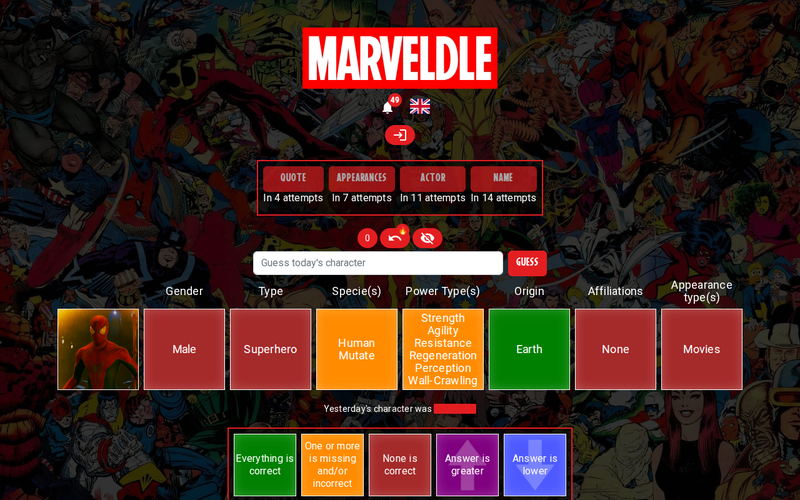 MARVELDLE
49
QUOTE APPEARANCES ACTOR NAME
In 4 attempts In 7 attempts In 11 attempts In 14 attempts
0
Guess today's character GUESS
Gender Type Specie(s) Power Type(s) Origin Affiliations Appearance
type(s)
Male
Superhero
Human
Mutate
Strength
Agility
Resistance
Regeneration
Perception
Wall-Crawling
Earth
None
Movies
Yesterday's character was
Everything is
correct
One or more
is missing
and/or
incorrect
None is
correct
Answer is
greater
Answer is
lower